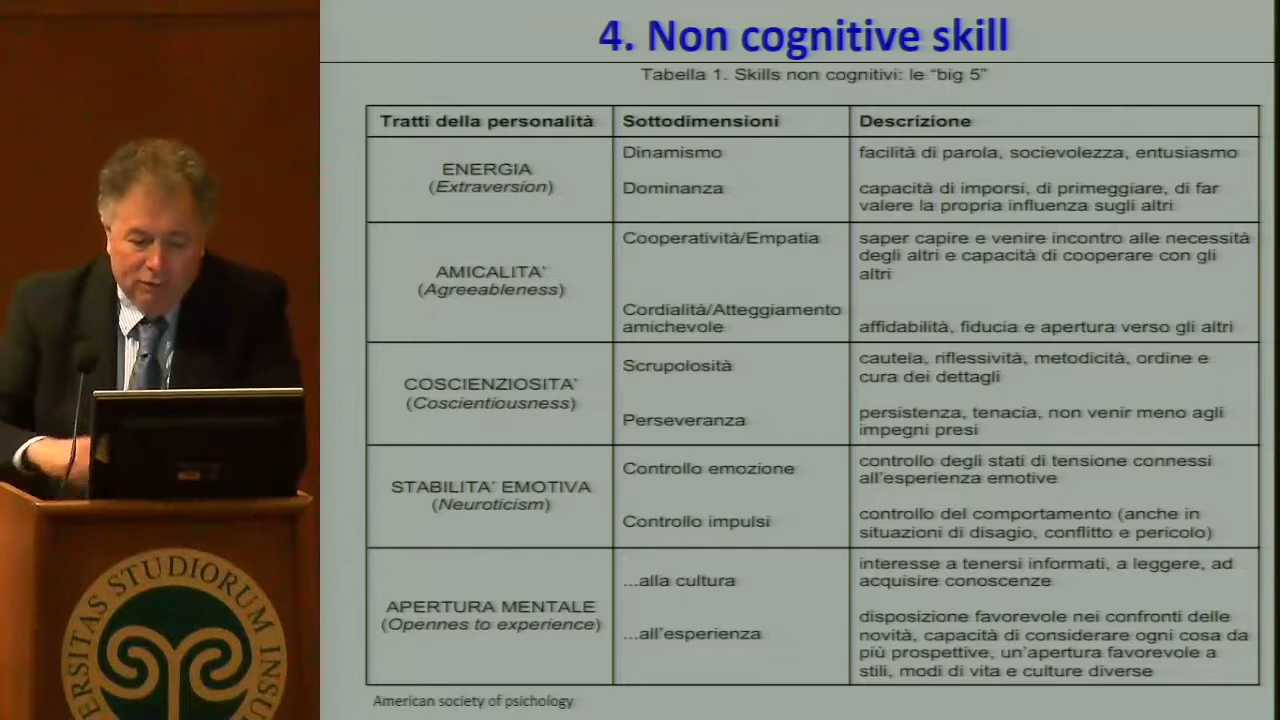 4. Non cognitive skill
Tabella 1. Skills non cognitivi: le "big 5"
Tratti della personalità
Sottodimensioni
Descrizione
ENERGIA
(Extraversion)
Dinamismo
facilità di parola, socievolezza, entusiasmo
Dominanza
capacità di imporsi, di primeggiare, di far
valere la propria influenza sugli altri
AMICALITA'
(Agreeableness)
Cooperatività/Empatia
saper capire e venire incontro alle necessità
degli altri e capacità di cooperare con gli
altri
Cordialità/Atteggiamento
amichevole
affidabilità, fiducia e apertura verso gli altri
COSCIENZIOSITA'
(Coscientiousness)
Scrupolosità
cautela, riflessività, metodicità, ordine e
cura dei dettagli
Perseveranza
persistenza, tenacia, non venir meno agli
impegni presi
STABILITA' EMOTIVA
(Neuroticism)
Controllo emozione
controllo degli stati di tensione connessi
all'esperienza emotive
Controllo impulsi
controllo del comportamento (anche in
situazioni di disagio, conflitto e pericolo)
APERTURA MENTALE
(Opennes to experience)
...alla cultura
interesse a tenersi informati, a leggere, ad
acquisire conoscenze
...all'esperienza
disposizione favorevole nei confronti delle
novità, capacità di considerare ogni cosa da
più prospettive, un'apertura favorevole a
stili, modi di vita e culture diverse
American society of psichology
ERSITAS STUDIORUM INSU